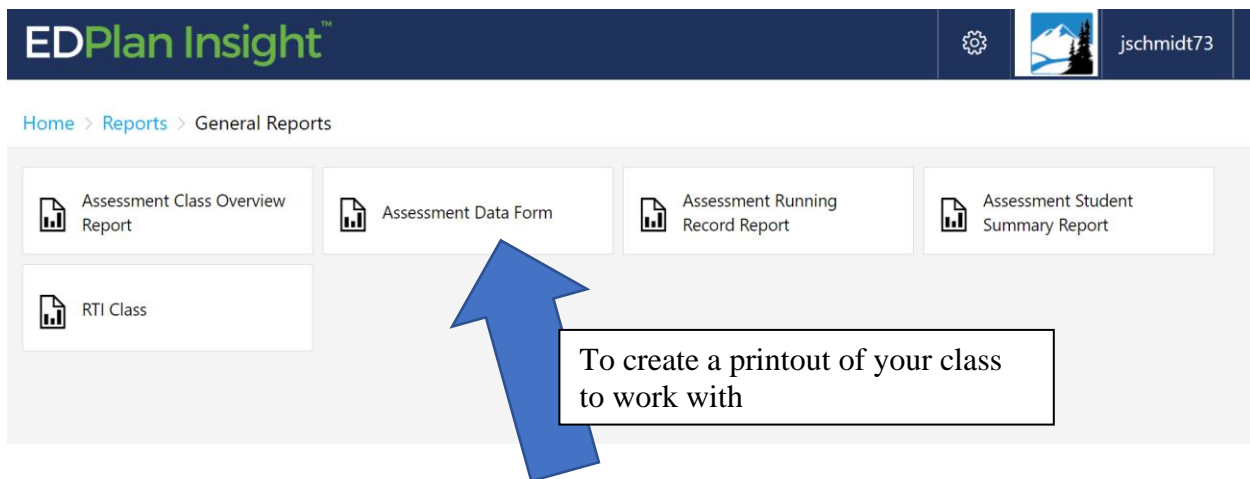 EDPlan Insight™
jschmidt73
Home > Reports > General Reports
Assessment Class Overview
Report
Assessment Data Form
Assessment Running
Record Report
Assessment Student
Summary Report
RTI Class
To create a printout of your class
to work with